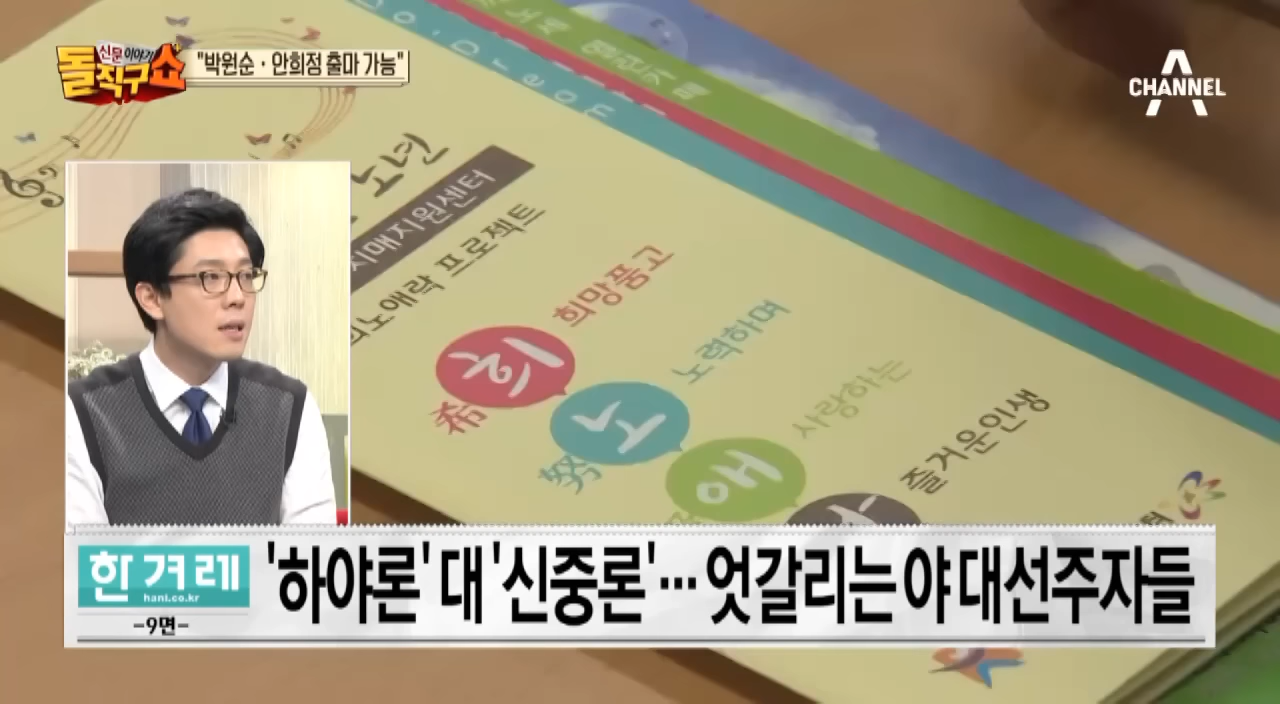 신문이야기
돌직구쇼
"박원순·안희정 출마 가능"
CHANNEL A
노년
치매지원센터
희노애락 프로젝트
희 희망품고
希
노 노력하며
努
애 사랑하는
즐거운인생
한겨레
hani.co.kr
-9면-
'하야론' 대 '신중론'… 엇갈리는 야 대선주자들